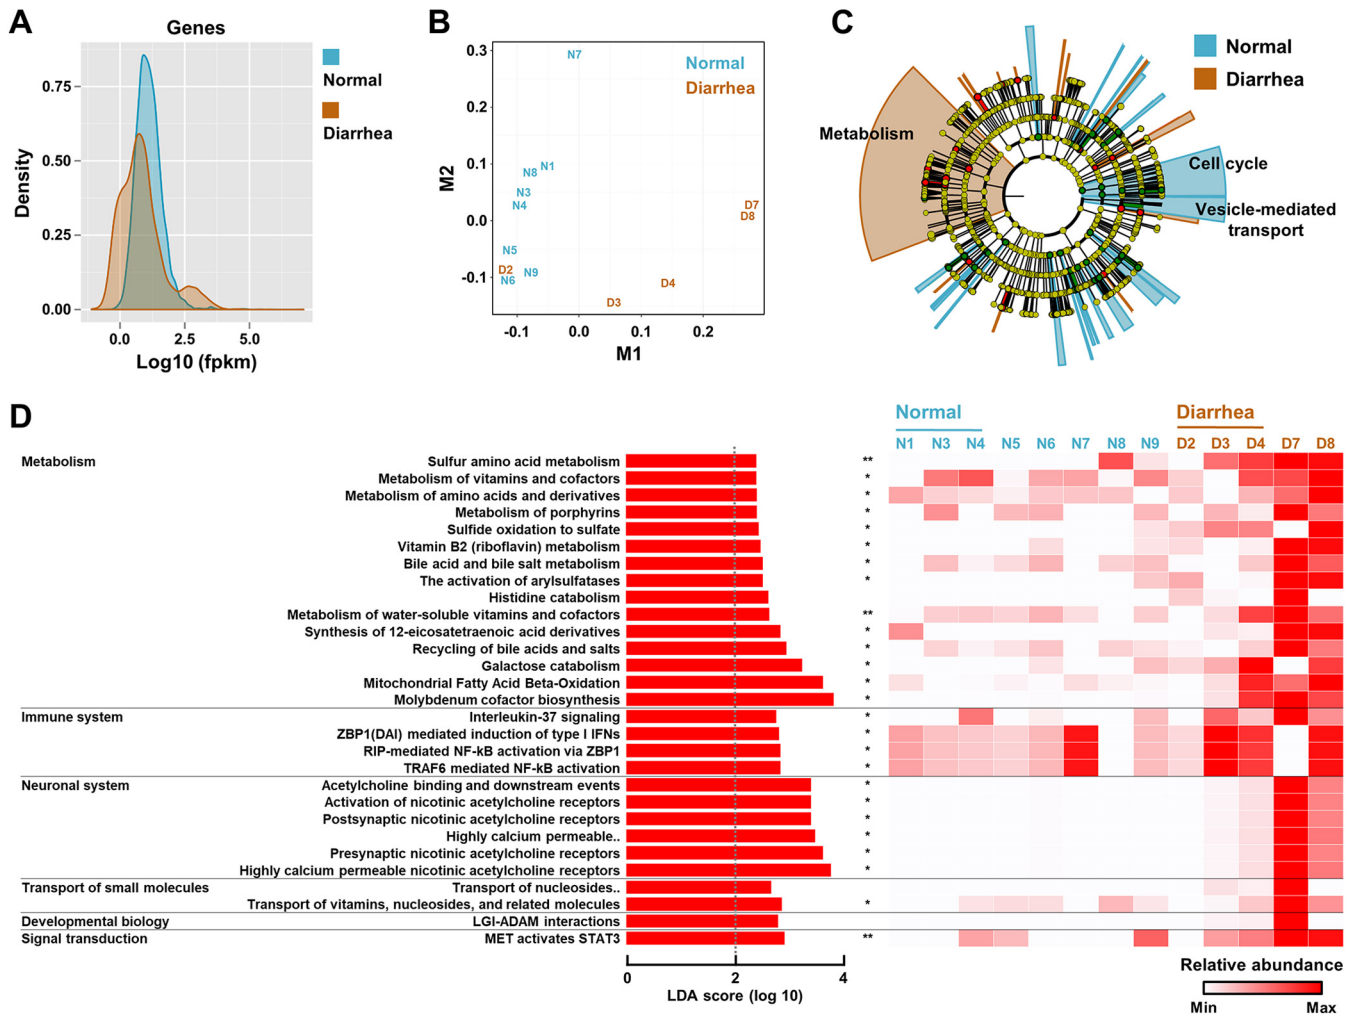 A
Genes
Normal
Diarrhea
0.75
0.50
0.25
0.00
Density
0.0 2.5 5.0
Log10 (fpkm)
B
Normal
Diarrhea
0.3
0.2
0.1
0.0
-0.1
M2
N7
N1
N8
N3
N4
N5
D2
N6
N9
D7
D8
D4
D3
-0.1 0.0 0.1 0.2
M1
C
Normal
Diarrhea
Metabolism
Cell cycle
Vesicle-mediated
transport
D
Normal Diarrhea
N1 N3 N4 N5 N6 N7 N8 N9 D2 D3 D4 D7 D8
Metabolism Sulfur amino acid metabolism **
Metabolism of vitamins and cofactors *
Metabolism of amino acids and derivatives *
Metabolism of porphyrins *
Sulfide oxidation to sulfate *
Vitamin B2 (riboflavin) metabolism *
Bile acid and bile salt metabolism *
The activation of arylsulfatases *
Histidine catabolism
Metabolism of water-soluble vitamins and cofactors **
Synthesis of 12-eicosatetraenoic acid derivatives *
Recycling of bile acids and salts *
Galactose catabolism *
Mitochondrial Fatty Acid Beta-Oxidation *
Molybdenum cofactor biosynthesis *
Immune system Interleukin-37 signaling *
ZBP1(DAI) mediated induction of type I IFNs *
RIP-mediated NF-kB activation via ZBP1 *
TRAF6 mediated NF-kB activation *
Neuronal system Acetylcholine binding and downstream events *
Activation of nicotinic acetylcholine receptors *
Postsynaptic nicotinic acetylcholine receptors *
Highly calcium permeable.. *
Presynaptic nicotinic acetylcholine receptors *
Highly calcium permeable nicotinic acetylcholine receptors *
Transport of small molecules Transport of nucleosides..
Transport of vitamins, nucleosides, and related molecules *
Developmental biology LGI-ADAM interactions
Signal transduction MET activates STAT3 **
0 2 4
LDA score (log 10)
Relative abundance
Min Max